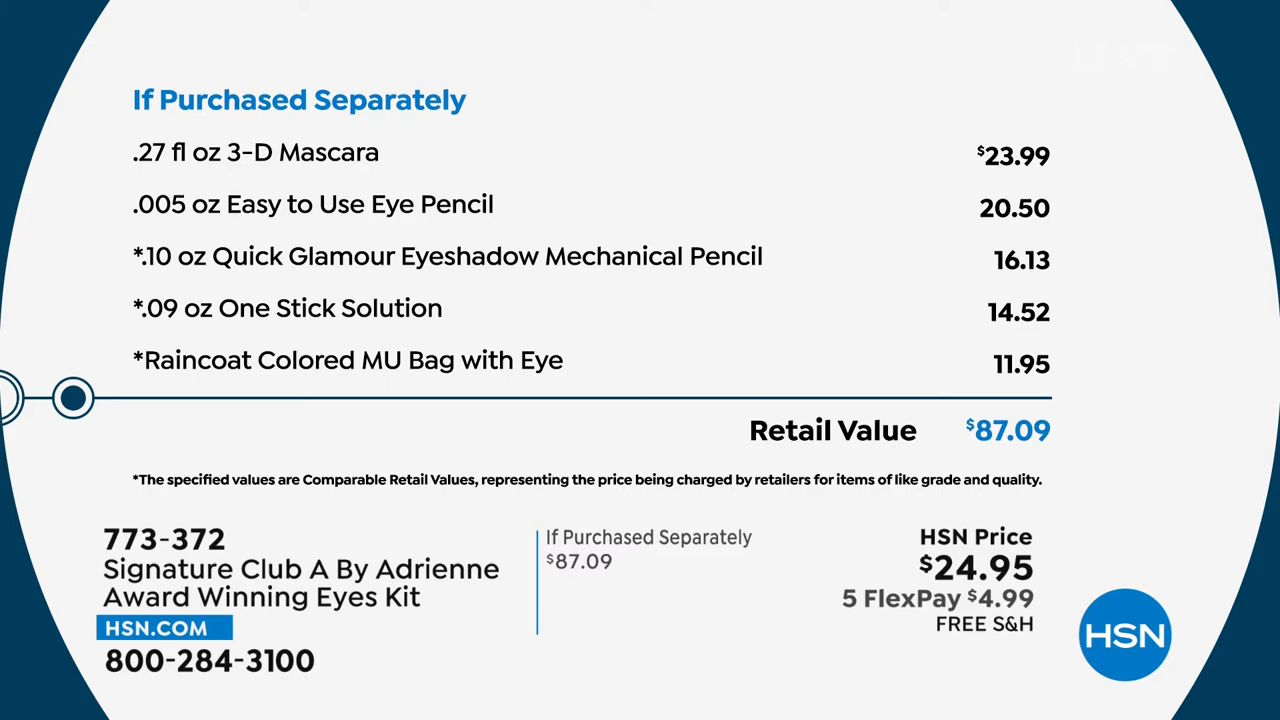 If Purchased Separately
.27 fl oz 3-D Mascara $23.99
.005 oz Easy to Use Eye Pencil 20.50
*.10 oz Quick Glamour Eyeshadow Mechanical Pencil 16.13
*.09 oz One Stick Solution 14.52
*Raincoat Colored MU Bag with Eye 11.95
Retail Value $87.09
*The specified values are Comparable Retail Values, representing the price being charged by retailers for items of like grade and quality.
773-372
Signature Club A By Adrienne
Award Winning Eyes Kit
HSN.COM
800-284-3100
If Purchased Separately
$87.09
HSN Price
$24.95
5 FlexPay $4.99
FREE S&H
HSN